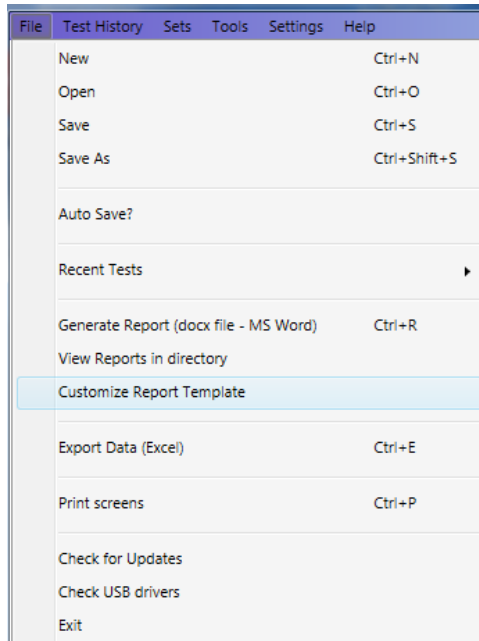 File Test History Sets Tools Settings Help
New Ctrl+N
Open Ctrl+O
Save Ctrl+S
Save As Ctrl+Shift+S
Auto Save?
Recent Tests
Generate Report (docx file - MS Word) Ctrl+R
View Reports in directory
Customize Report Template
Export Data (Excel) Ctrl+E
Print screens Ctrl+P
Check for Updates
Check USB drivers
Exit